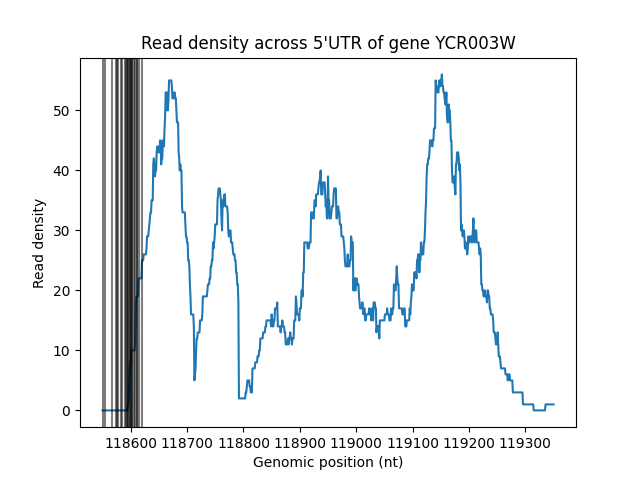 Read density across 5'UTR of gene YCR003W
Read density
50
40
30
20
10
0
118600 118700 118800 118900 119000 119100 119200 119300
Genomic position (nt)